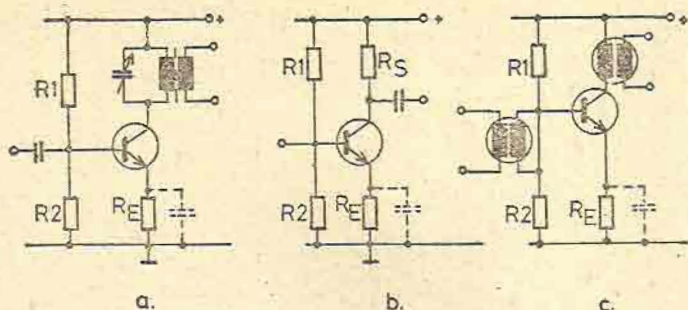 + + +
R1 R1 RS R1
R2 RE R2 RE R2 RE
a. b. c.